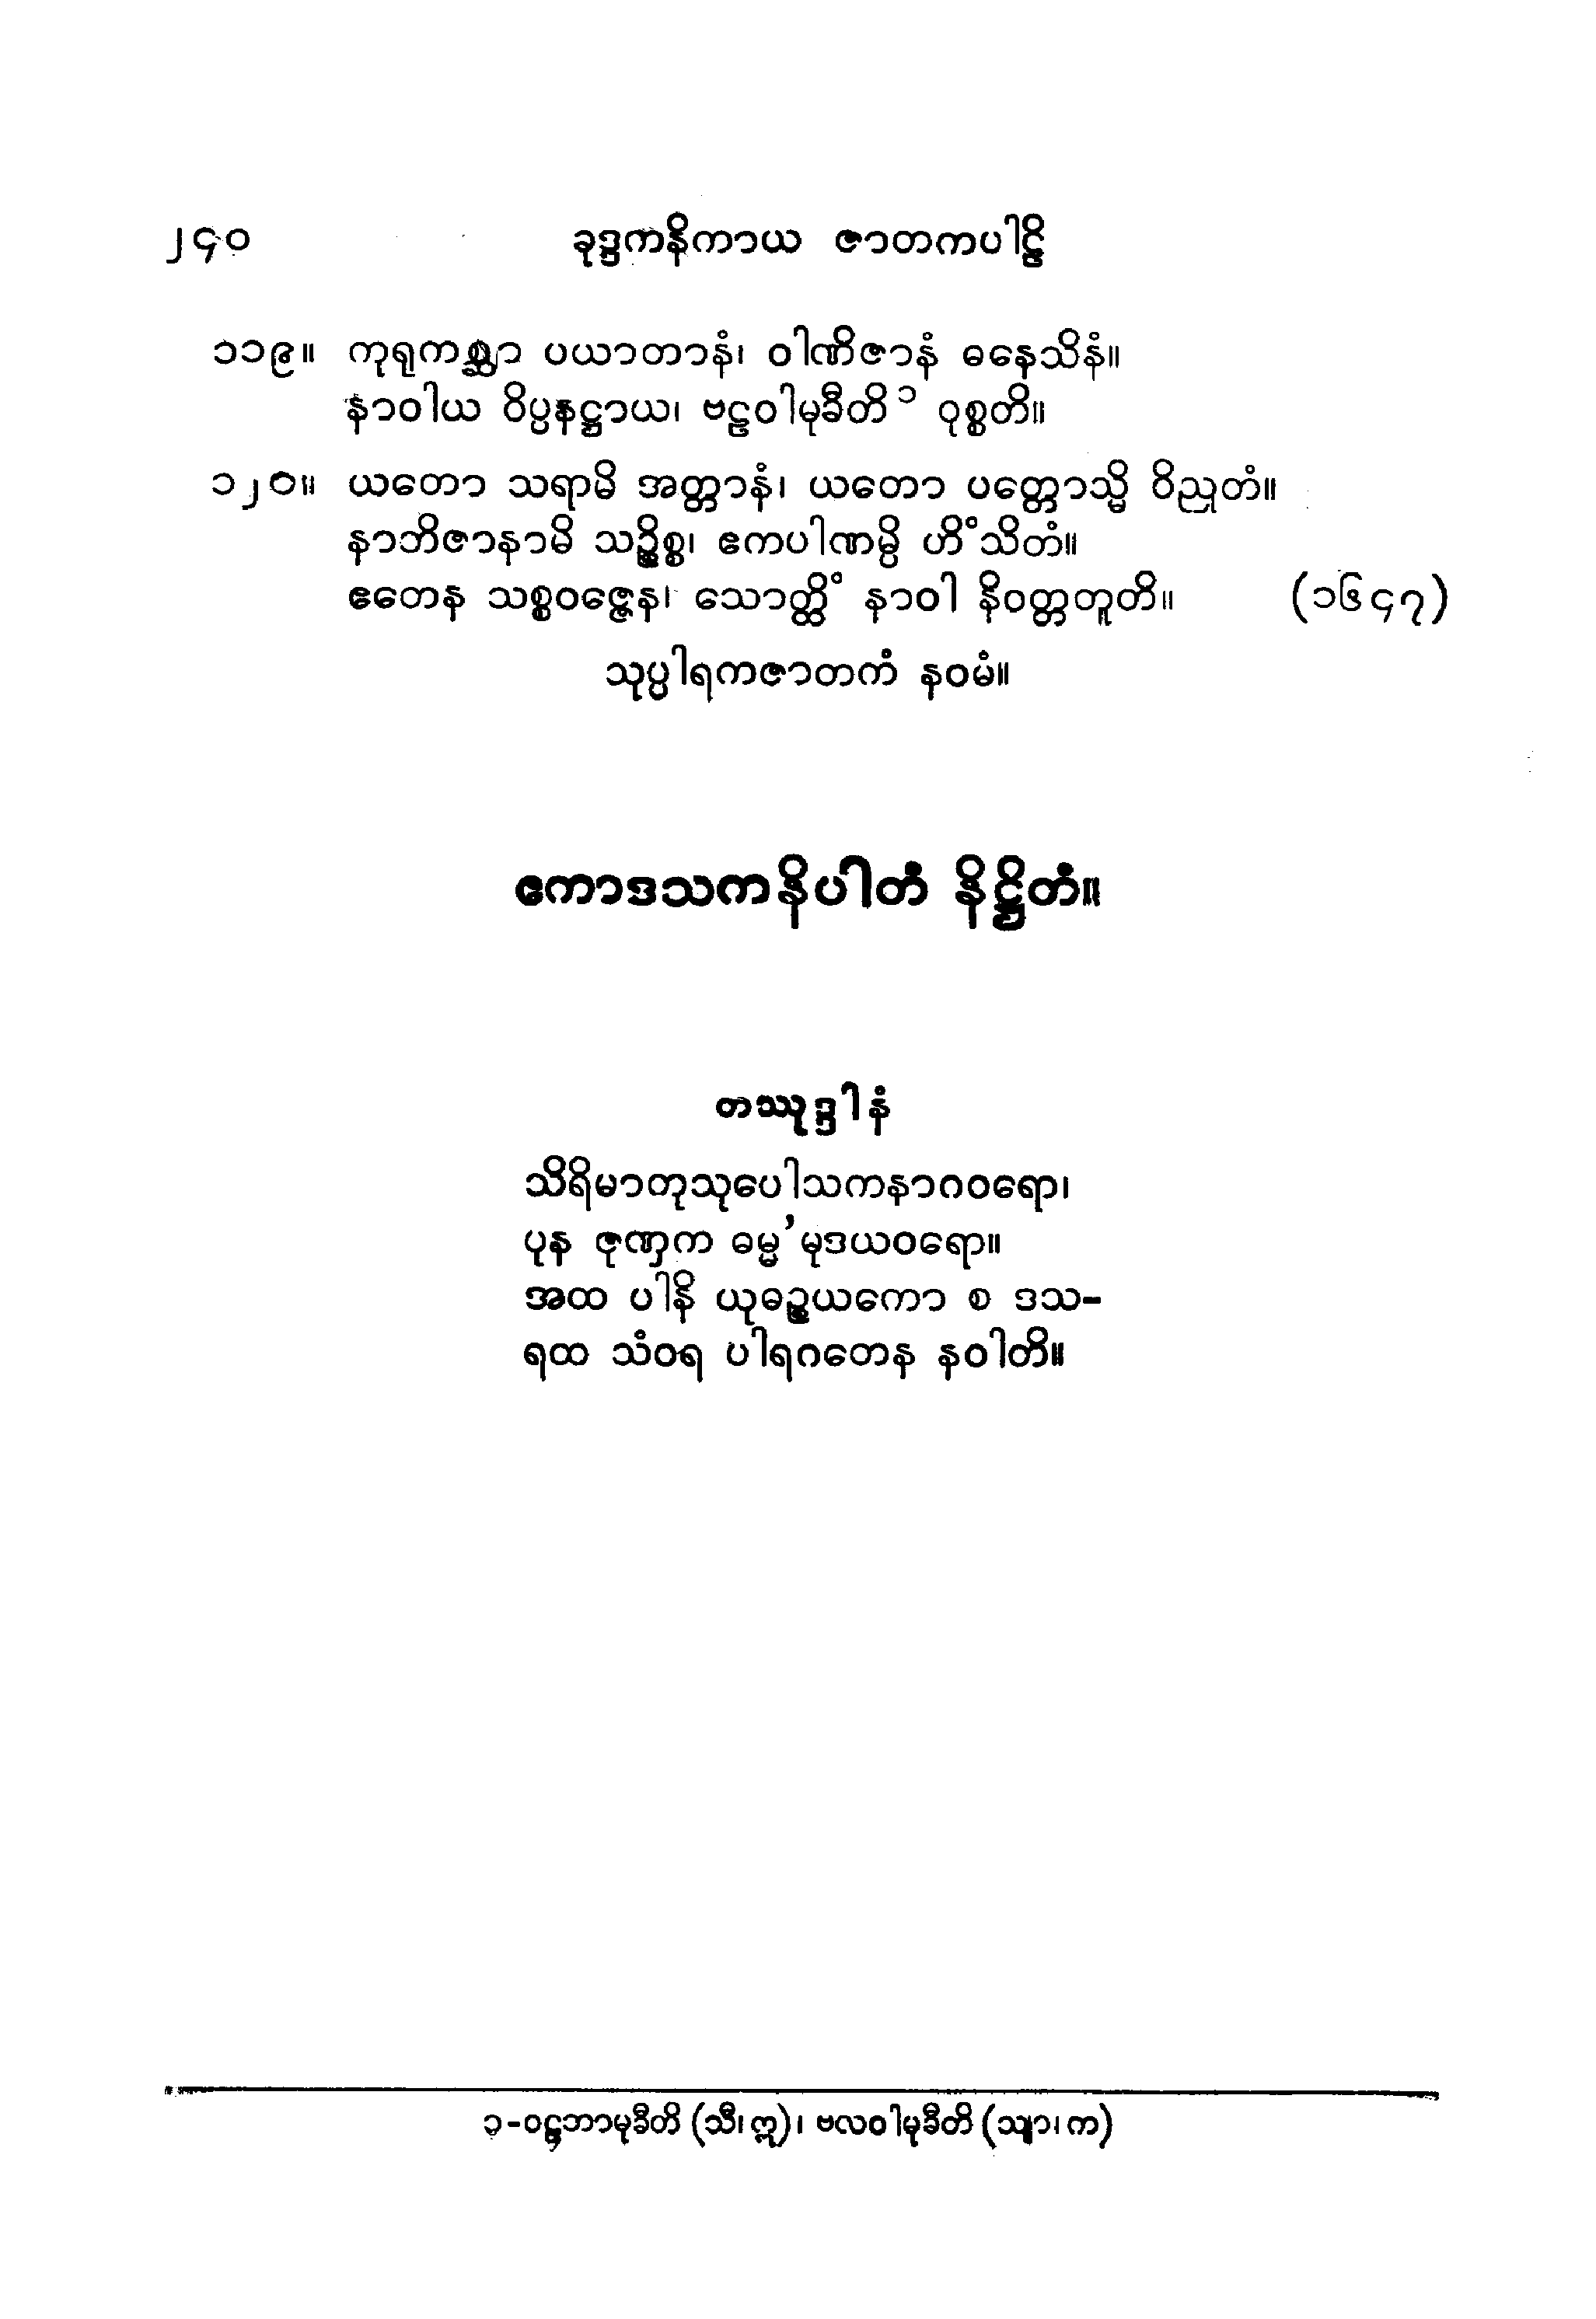 ၂၄၀ ခုဒ္ဒကနိကာယ ဇာတကပါဠိ
၁၁၉။ ကုရုကစ္ဆာ ပယာတာနံ၊ ဝါဏိဇာနံ ဓနေသိနံ။
နာဝါယ ဝိပ္ပနဋ္ဌာယ၊ ဗဠဝါမုခီတိ ၁ ဝုစ္စတိ။
၁၂၀။ ယတော သရာမိ အတ္တာနံ၊ ယတော ပတ္တောသ္မိ ဝိညုတံ။
နာဘိဇာနာမိ သဉ္စိစ္စ၊ ဧကပါဏမ္ပိ ဟိံသိတံ။
ဧတေန သစ္စဝဇ္ဇေန၊ သောတ္ထိံ နာဝါ နိဝတ္တတူတိ။ (၁၆၄၇)
သုပ္ပါရကဇာတကံ နဝမံ။
ဧကာဒသကနိပါတံ နိဋ္ဌိတံ။
တဿုဒ္ဒါနံ
သိရိမာတုသုပေါသကနာဂဝရော၊
ပုန ဇုဏှက ဓမ္မ’မုဒယဝရော။
အထ ပါနိ ယုဓဉ္စယကော စ ဒသ-
ရထ သံဝရ ပါရဂတေန နဝါတိ။
၁-ဝဠဘာမုခီတိ (သီ၊ ဣ)၊ ဗလဝါမုခီတိ (သျာ၊ က)